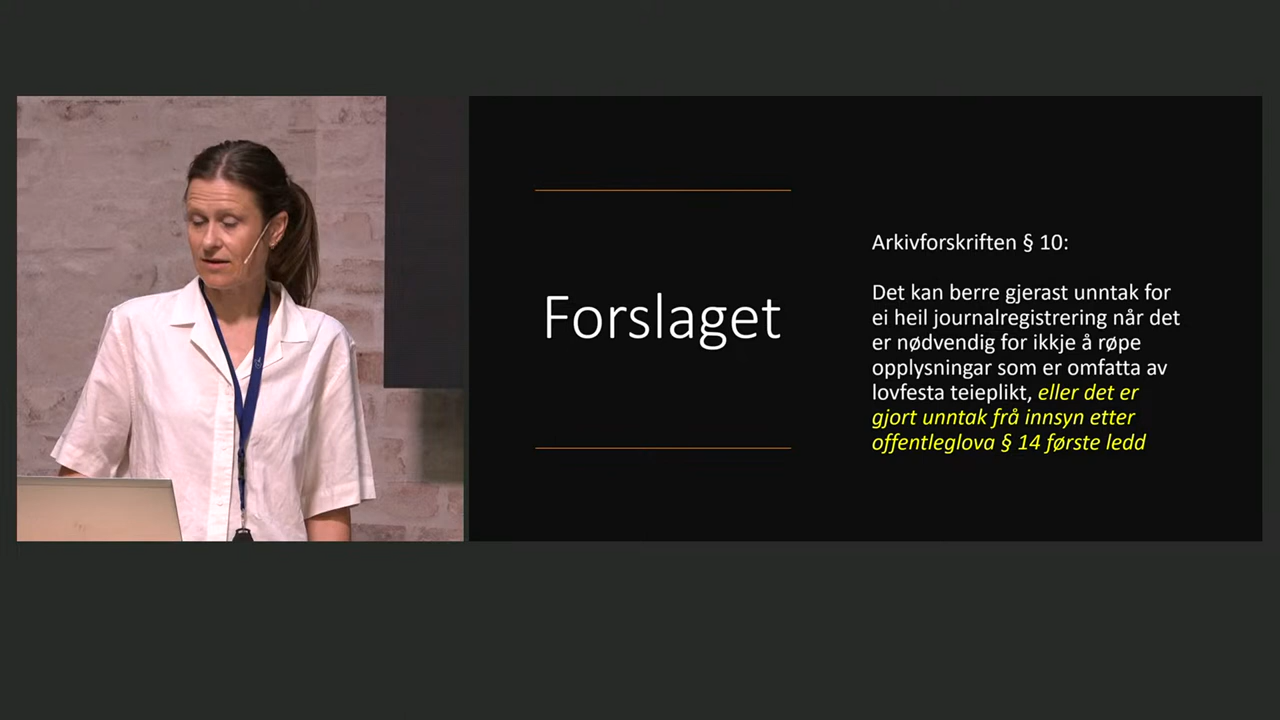 Forslaget
Arkivforskriften § 10:
Det kan berre gjerast unntak for
ei heil journalregistrering når det
er nødvendig for ikkje å røpe
opplysningar som er omfatta av
lovfesta teieplikt, eller det er
gjort unntak frå innsyn etter
offentleglova § 14 første ledd